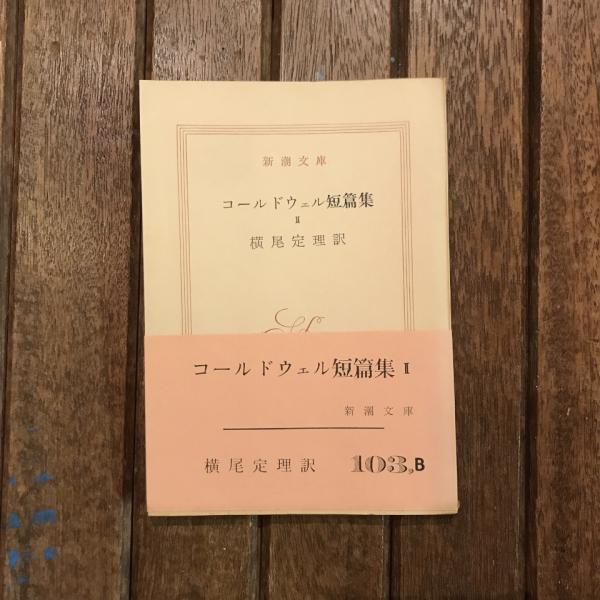 新潮文庫
コールドウェル短篇集
Ⅱ
横尾定理訳
コールドウェル短篇集 Ⅱ
新潮文庫
横尾定理訳 103,B